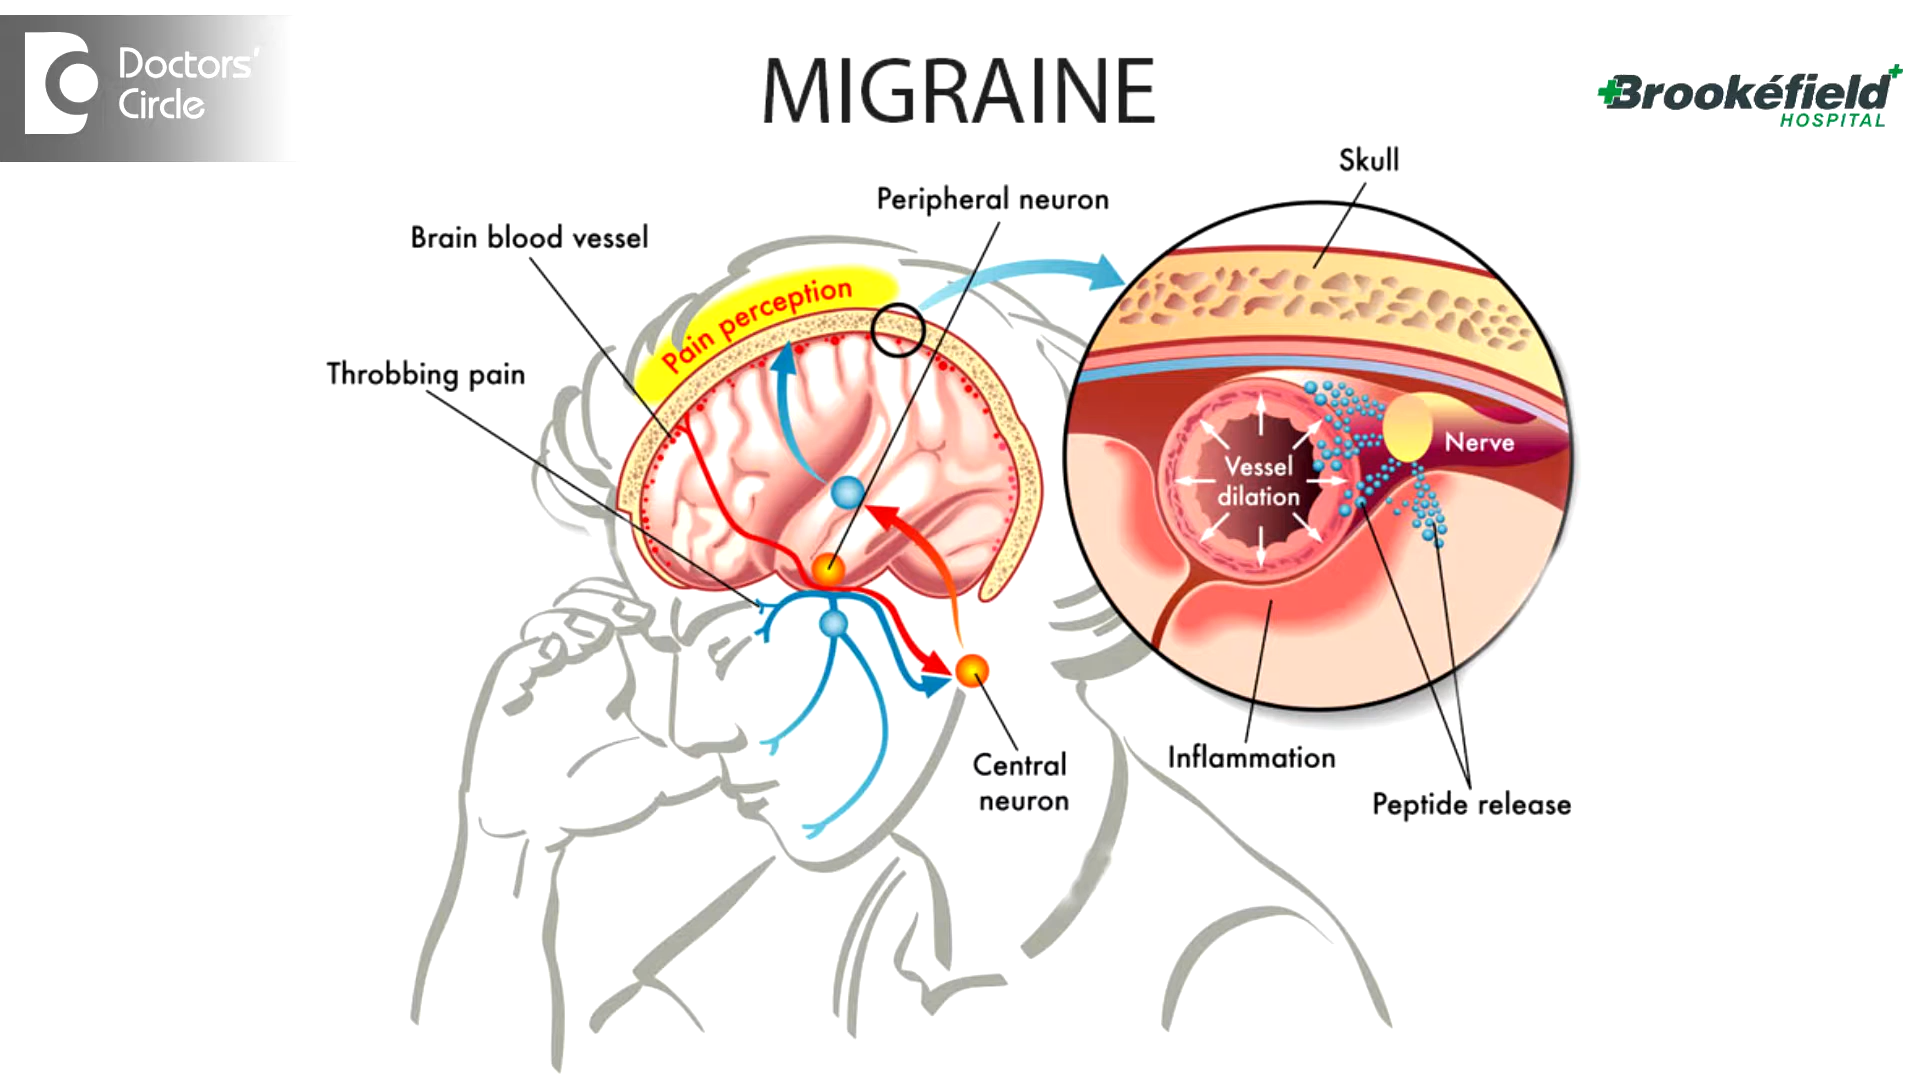 Doctors'
Circle
MIGRAINE
Brookéfield
HOSPITAL
Skull
Peripheral neuron
Brain blood vessel
Pain perception
Throbbing pain
Nerve
Vessel
dilation
Central
neuron
Inflammation
Peptide release